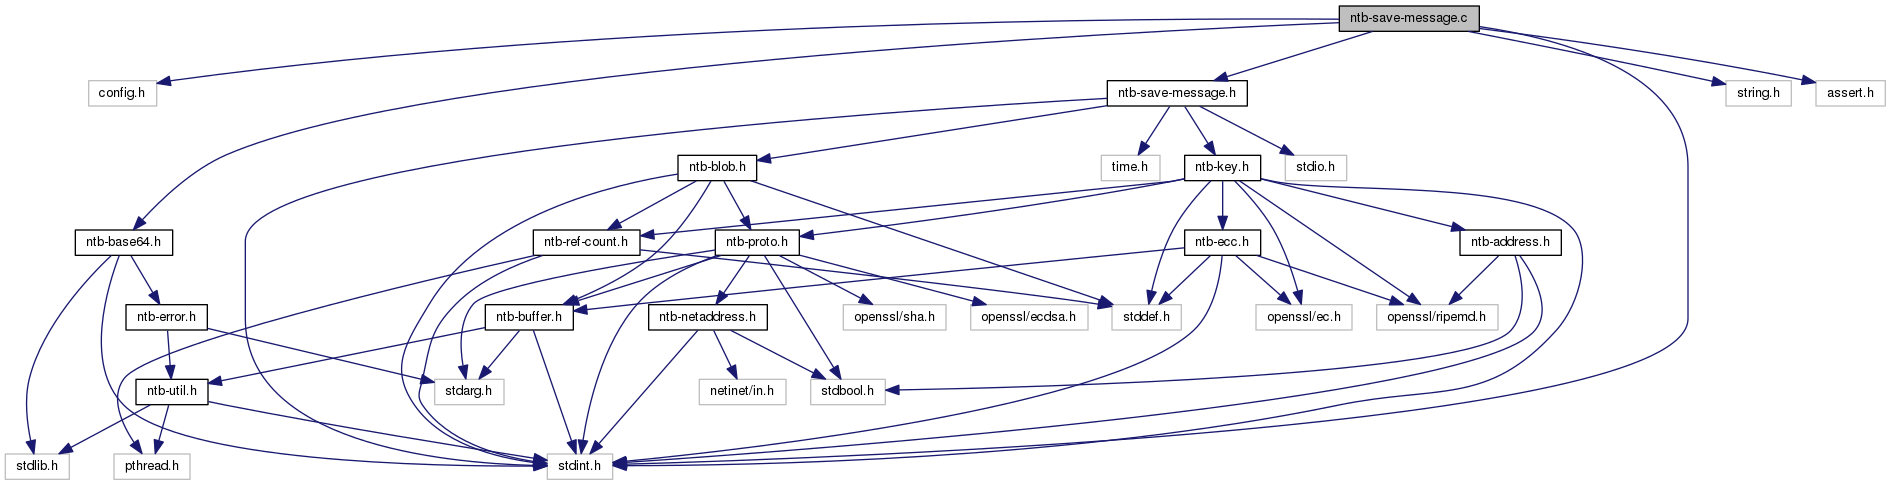 ntb-save-message.c
config.h
ntb-save-message.h
string.h
assert.h
ntb-blob.h
time.h
ntb-key.h
stdio.h
ntb-base64.h
ntb-ref-count.h
ntb-proto.h
ntb-ecc.h
ntb-address.h
ntb-error.h
ntb-buffer.h
ntb-netaddress.h
openssl/sha.h
openssl/ecdsa.h
stddef.h
openssl/ec.h
openssl/ripemd.h
ntb-util.h
stdarg.h
netinet/in.h
stdbool.h
stdlib.h
pthread.h
stdint.h